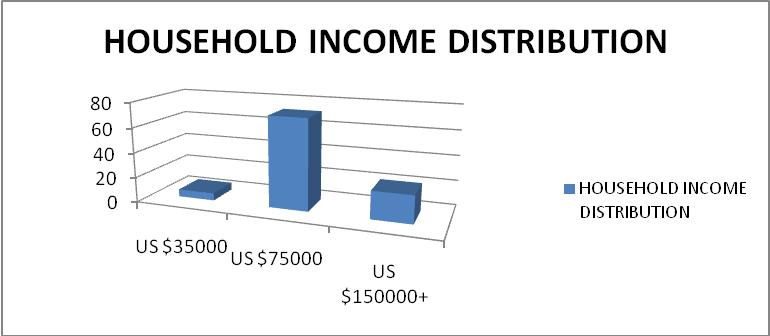 HOUSEHOLD INCOME DISTRIBUTION
80
60
40
20
0
US $35000
US $75000
US
$150000+
HOUSEHOLD INCOME
DISTRIBUTION